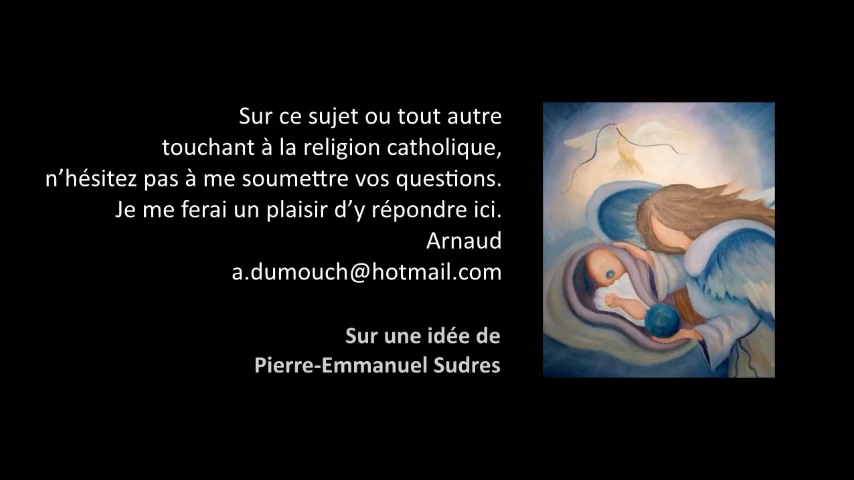 Sur ce sujet ou tout autre
touchant à la religion catholique,
n’hésitez pas à me soumettre vos questions.
Je me ferai un plaisir d’y répondre ici.
Arnaud
a.dumouch@hotmail.com
Sur une idée de
Pierre-Emmanuel Sudres